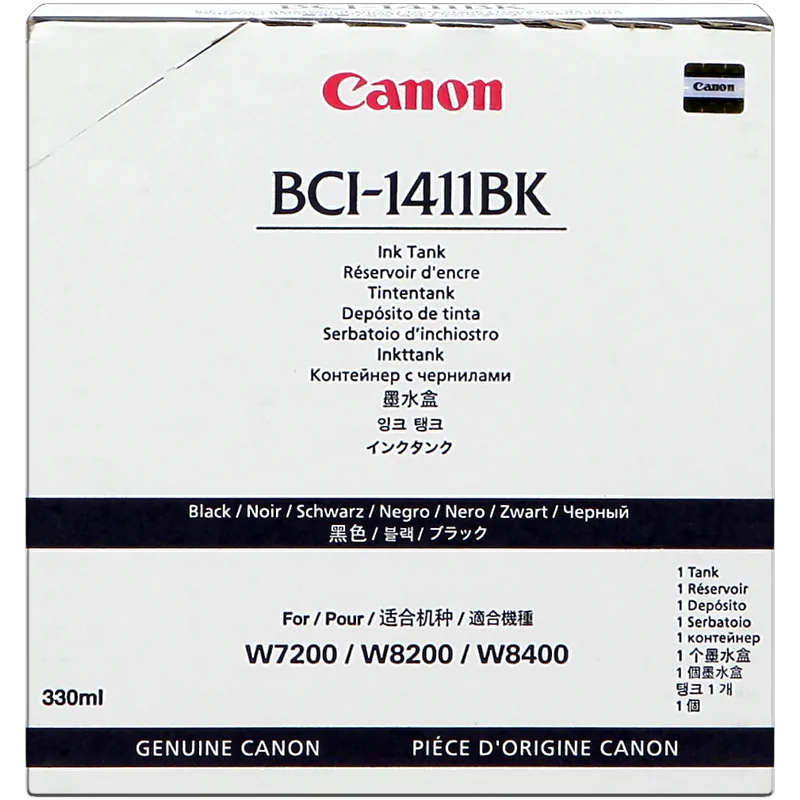 BCI-1411BK
Canon
Canon
BCI-1411BK
Ink Tank
Réservoir d'encre
Tintentank
Depósito de tinta
Serbatoio d'inchiostro
Inkttank
Контейнер с чернилами
墨水盒
잉크 탱크
インクタンク
Black / Noir / Schwarz / Negro / Nero / Zwart / Черный
黑色 / 블랙 / ブラック
For / Pour / 适合机种 / 適合機種
W7200 / W8200 / W8400
330ml
1 Tank
1 Réservoir
1 Depósito
1 Serbatoio
1 контейнер
1 个墨水盒
1 個墨水盒
탱크 1 개
1 個
GENUINE CANON PIÉCE D'ORIGINE CANON